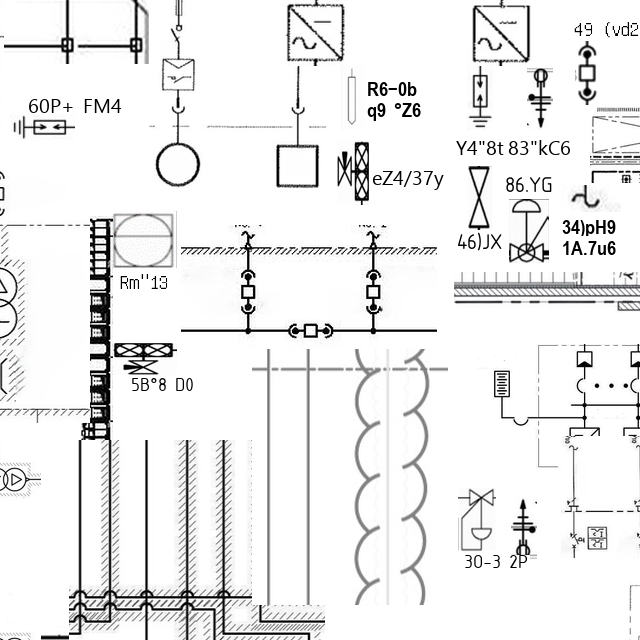 49 (vd2
R6-0b
q9 °Z6
60P+ FM4
Y4"8t 83"kC6
eZ4/37y
86.YG
34)pH9
1A.7u6
46)JX
Rm"13
5B°8 D0
30-3 2P